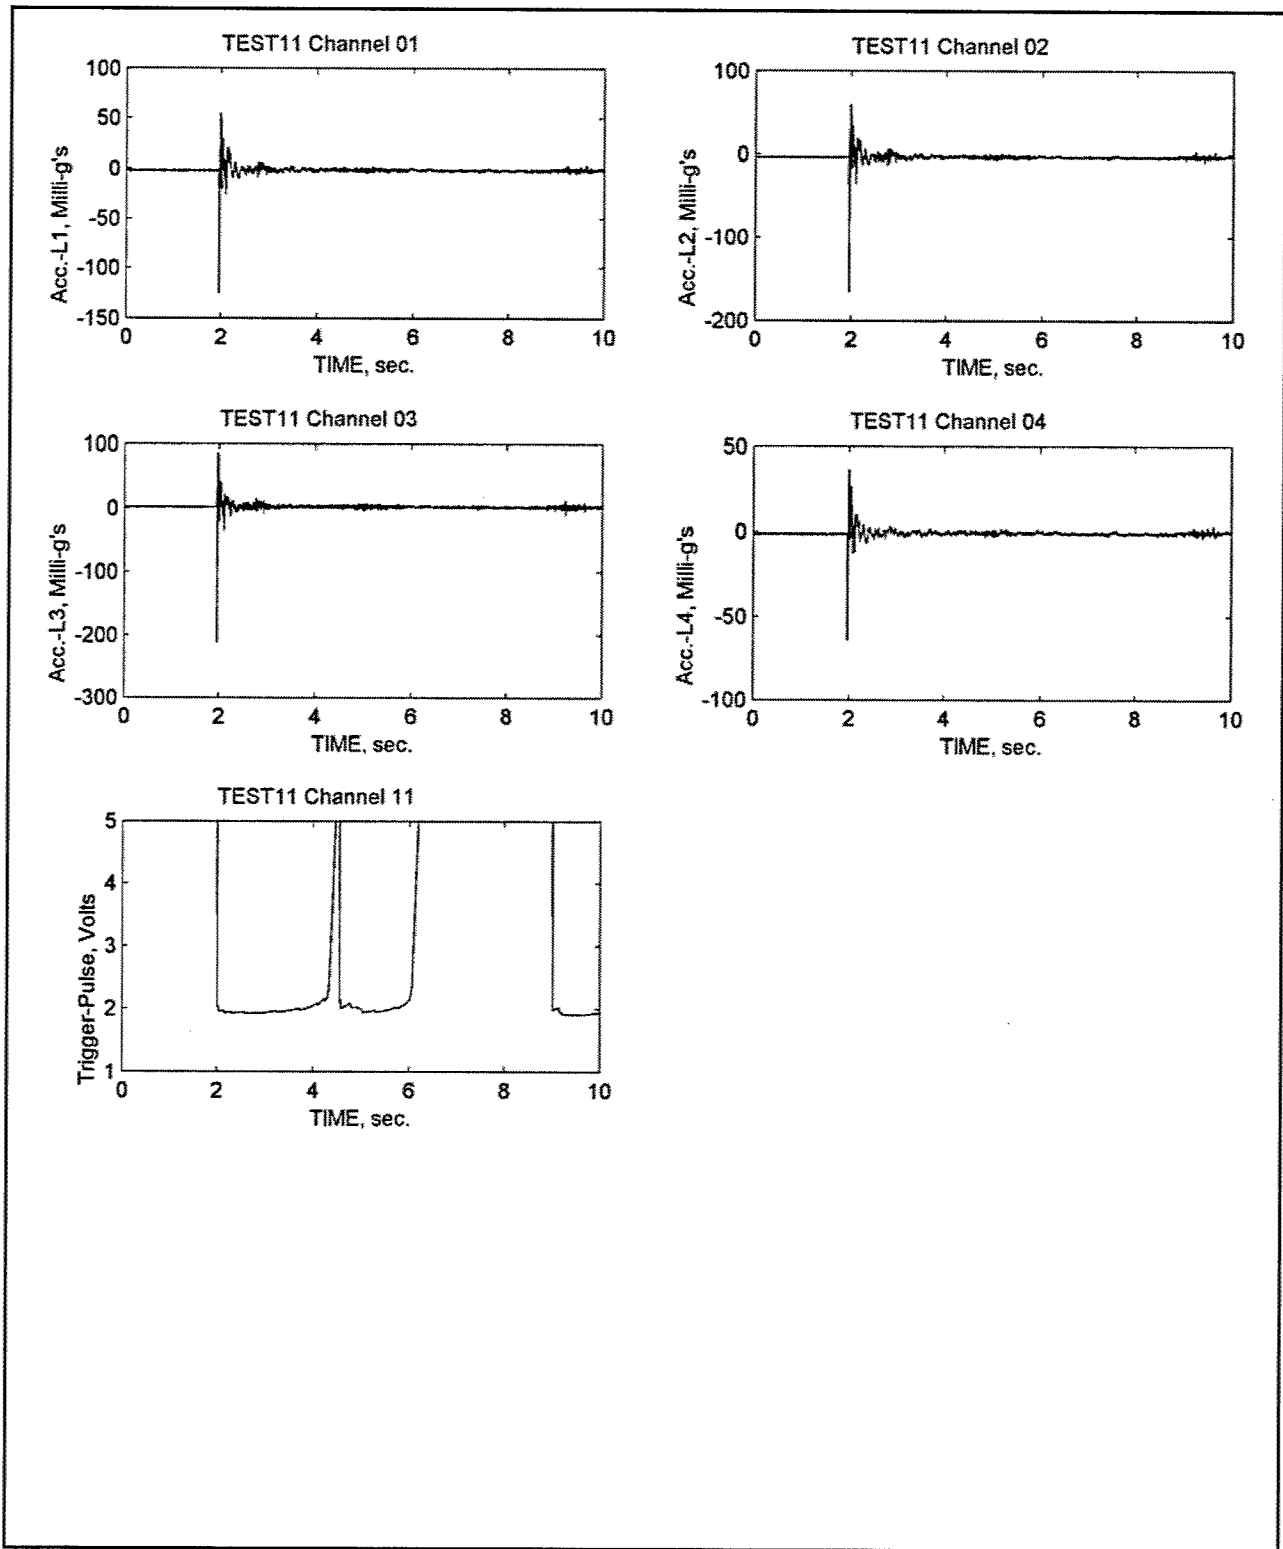 TEST11 Channel 01
100
50
0
-50
-100
-150
Acc.-L1, Milli-g's
0 2 4 6 8 10
TIME, sec.
TEST11 Channel 02
100
0
-100
-200
Acc.-L2, Milli-g's
0 2 4 6 8 10
TIME, sec.
TEST11 Channel 03
100
0
-100
-200
-300
Acc.-L3, Milli-g's
0 2 4 6 8 10
TIME, sec.
TEST11 Channel 04
50
0
-50
-100
Acc.-L4, Milli-g's
0 2 4 6 8 10
TIME, sec.
TEST11 Channel 11
5
4
3
2
1
Trigger-Pulse, Volts
0 2 4 6 8 10
TIME, sec.